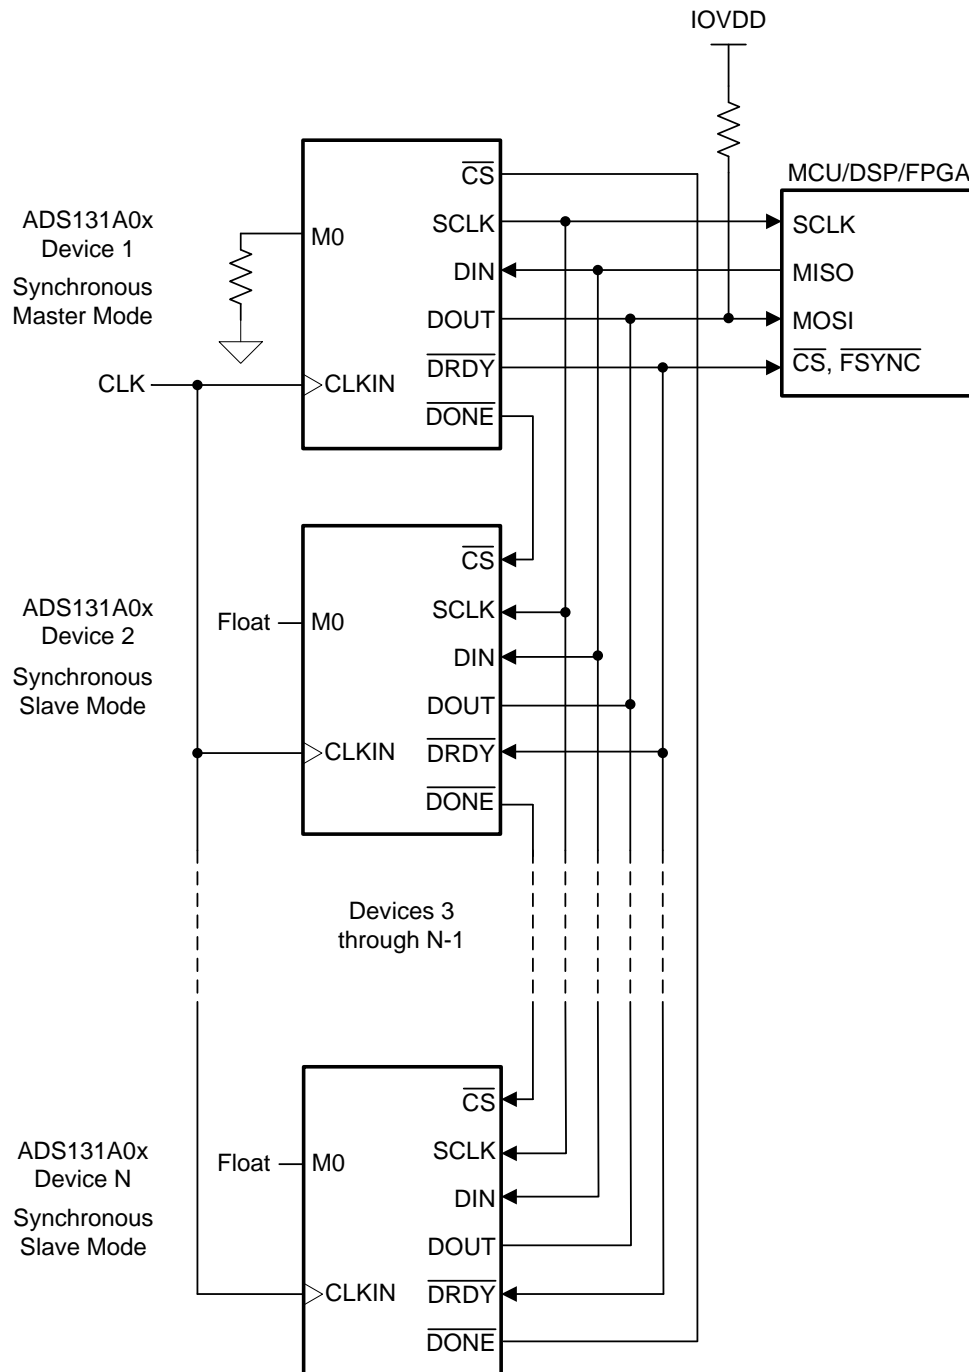 IOVDD
MCU/DSP/FPGA
CS
ADS131A0x
Device 1
Synchronous
Master Mode
M0
SCLK
SCLK
DIN
MISO
DOUT
MOSI
DRDY
CS, FSYNC
CLK
CLKIN
DONE
CS
ADS131A0x
Device 2
Synchronous
Slave Mode
Float
M0
SCLK
DIN
DOUT
CLKIN
DRDY
DONE
Devices 3
through N-1
CS
ADS131A0x
Device N
Synchronous
Slave Mode
Float
M0
SCLK
DIN
DOUT
CLKIN
DRDY
DONE